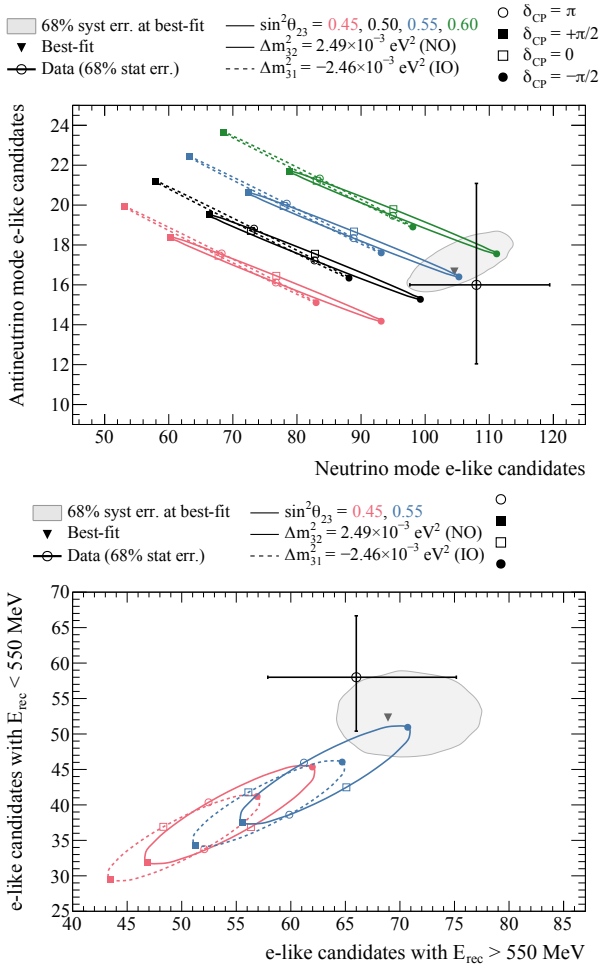 68% syst err. at best-fit
Best-fit
Data (68% stat err.)
sin²θ₂₃ = 0.45, 0.50, 0.55, 0.60
Δm²₃₂ = 2.49×10⁻³ eV² (NO)
Δm²₃₁ = −2.46×10⁻³ eV² (IO)
δCP = π
δCP = +π/2
δCP = 0
δCP = −π/2
Antineutrino mode e-like candidates
24
22
20
18
16
14
12
10
50 60 70 80 90 100 110 120
Neutrino mode e-like candidates
68% syst err. at best-fit
Best-fit
Data (68% stat err.)
sin²θ₂₃ = 0.45, 0.55
Δm²₃₂ = 2.49×10⁻³ eV² (NO)
Δm²₃₁ = −2.46×10⁻³ eV² (IO)
e-like candidates with Erec < 550 MeV
70
65
60
55
50
45
40
35
30
25
40 45 50 55 60 65 70 75 80 85
e-like candidates with Erec > 550 MeV